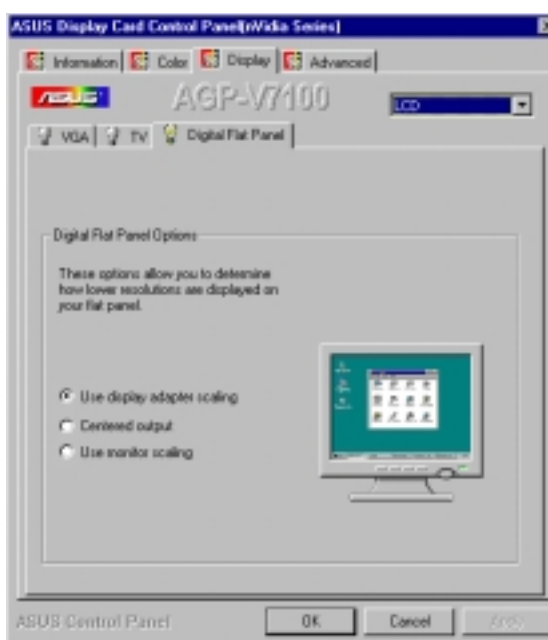 ASUS Display Card Control Panel(nVidia Series)
Information Color Display Advanced
ASUS AGP-V7100 LCD
VGA TV Digital Flat Panel
Digital Flat Panel Options
These options allow you to determine
how lower resolutions are displayed on
your flat panel.
Use display adapter scaling
Centered output
Use monitor scaling
ASUS Control Panel OK Cancel Apply